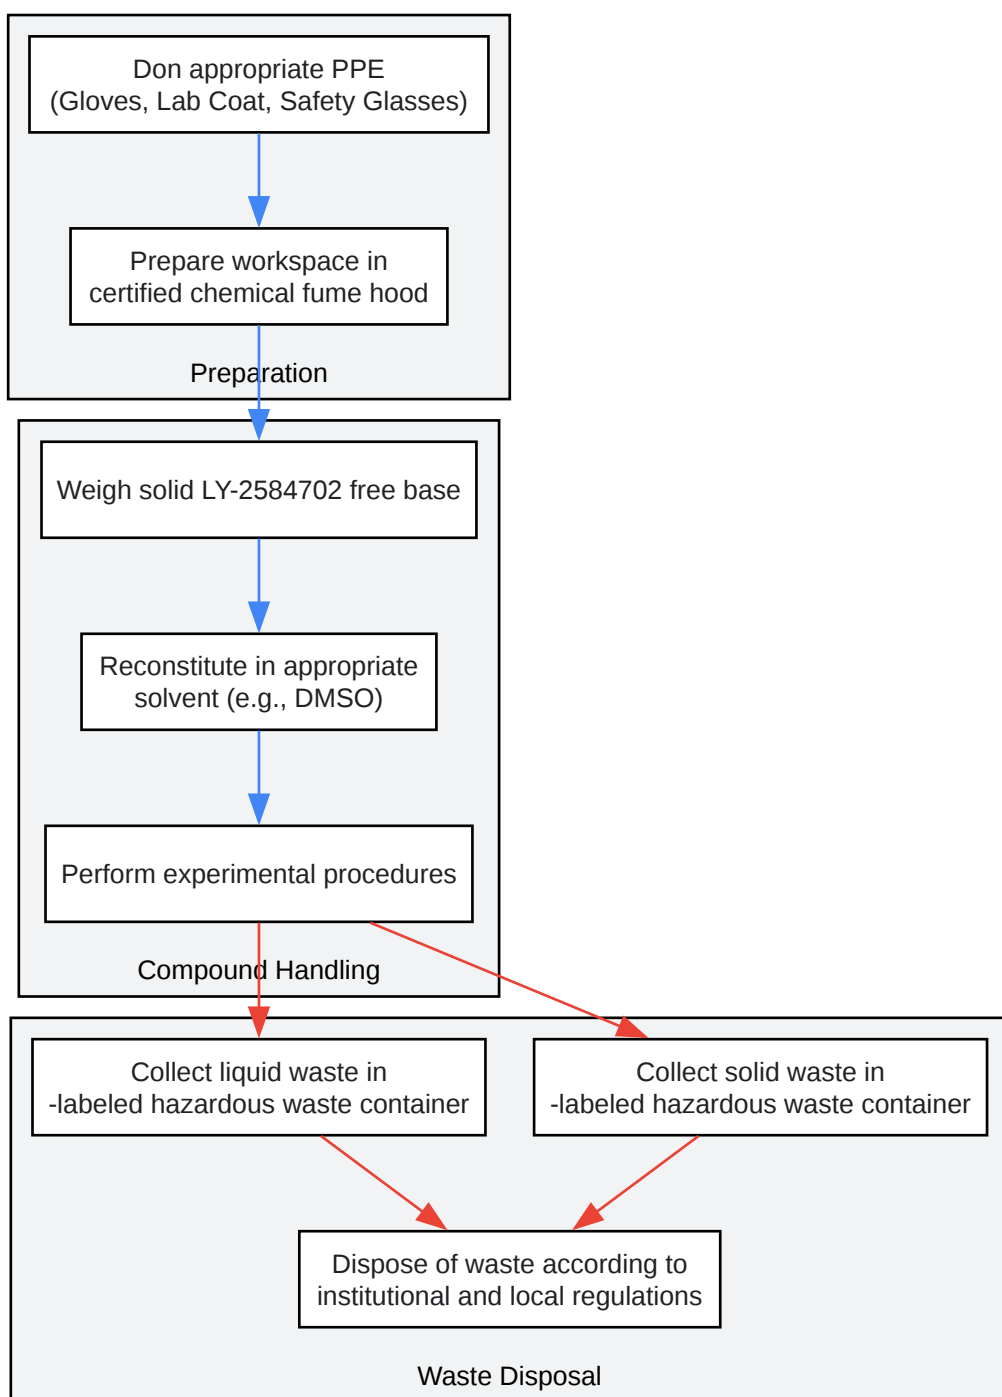 Don appropriate PPE
(Gloves, Lab Coat, Safety Glasses)
Prepare workspace in
certified chemical fume hood
Preparation
Weigh solid LY-2584702 free base
Reconstitute in appropriate
solvent (e.g., DMSO)
Perform experimental procedures
Compound Handling
Collect liquid waste in
-labeled hazardous waste container
Collect solid waste in
-labeled hazardous waste container
Dispose of waste according to
institutional and local regulations
Waste Disposal